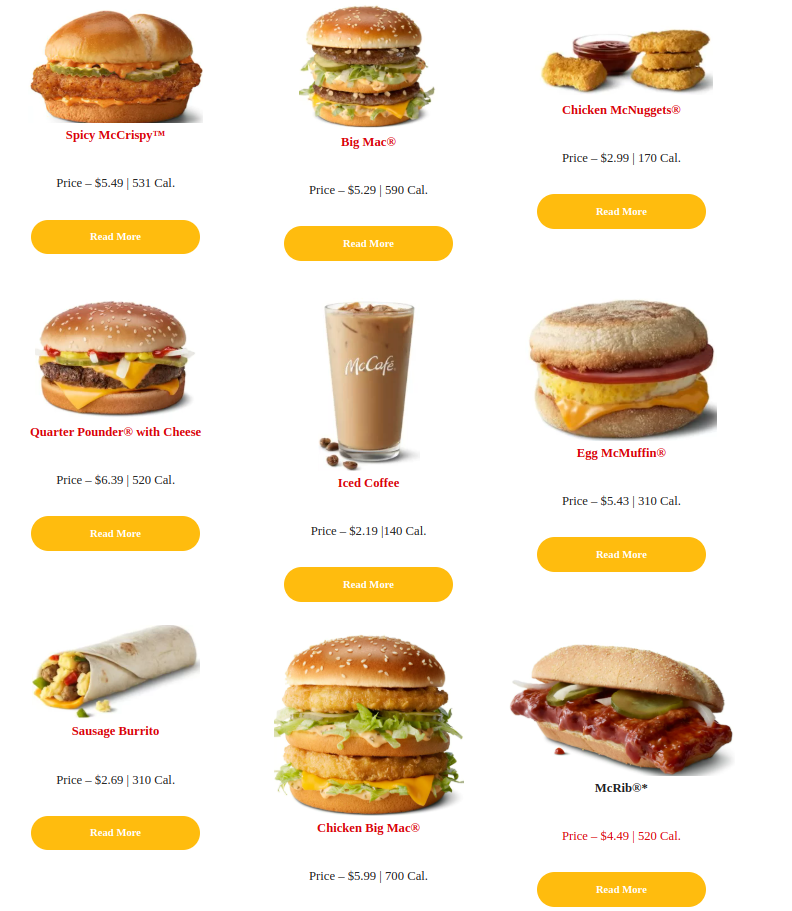 Spicy McCrispy™
Price – $5.49 | 531 Cal.
Read More
Big Mac®
Price – $5.29 | 590 Cal.
Read More
Chicken McNuggets®
Price – $2.99 | 170 Cal.
Read More
Quarter Pounder® with Cheese
Price – $6.39 | 520 Cal.
Read More
McCafé
Iced Coffee
Price – $2.19 |140 Cal.
Read More
Egg McMuffin®
Price – $5.43 | 310 Cal.
Read More
Sausage Burrito
Price – $2.69 | 310 Cal.
Read More
Chicken Big Mac®
Price – $5.99 | 700 Cal.
McRib®*
Price – $4.49 | 520 Cal.
Read More